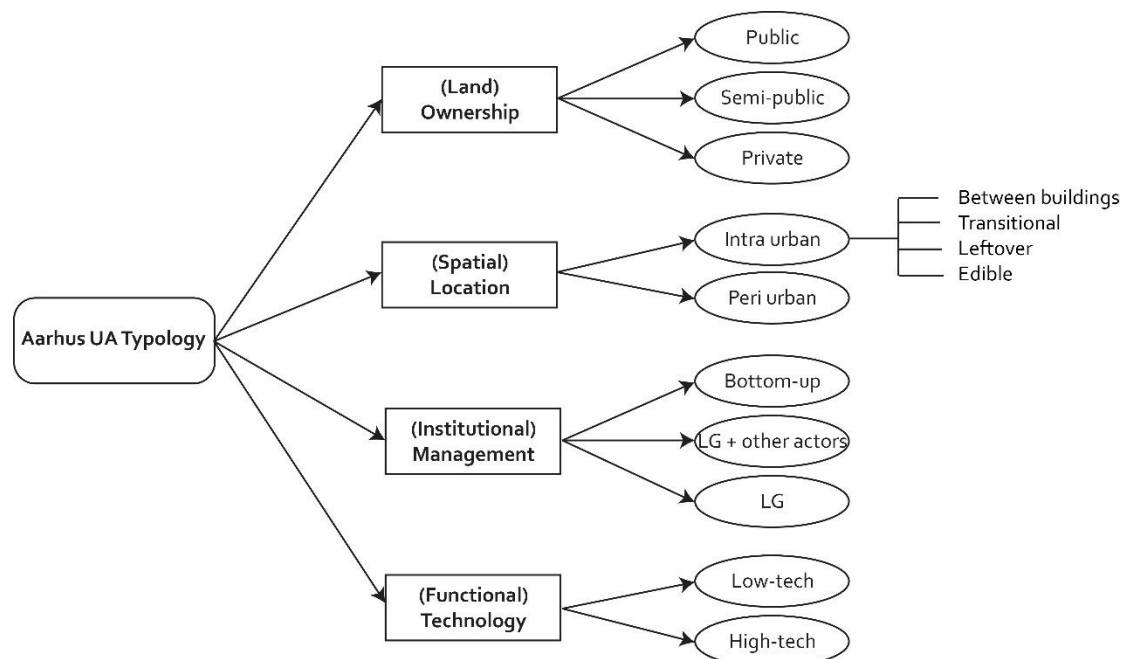 Aarhus UA Typology
(Land)
Ownership
Public
Semi-public
Private
(Spatial)
Location
Intra urban
Between buildings
Transitional
Leftover
Edible
Peri urban
(Institutional)
Management
Bottom-up
LG + other actors
LG
(Functional)
Technology
Low-tech
High-tech